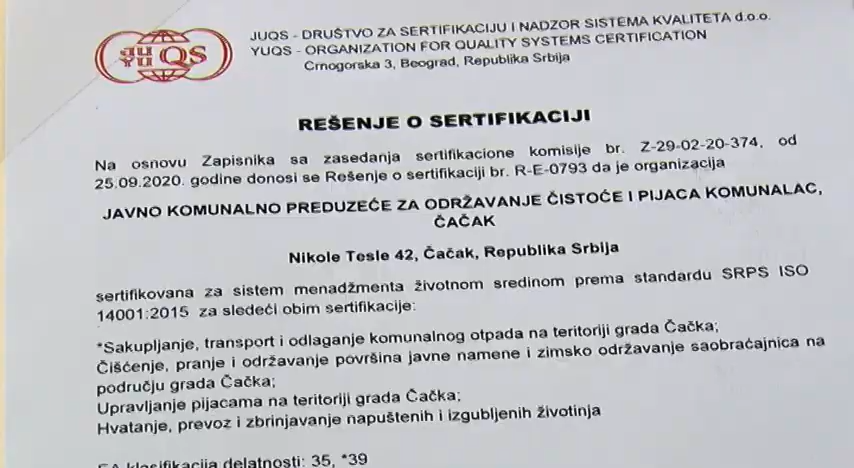 JU QS
YU
JUQS - DRUŠTVO ZA SERTIFIKACIJU I NADZOR SISTEMA KVALITETA d.o.o.
YUQS - ORGANIZATION FOR QUALITY SYSTEMS CERTIFICATION
Crnogorska 3, Beograd, Republika Srbija
REŠENJE O SERTIFIKACIJI
Na osnovu Zapisnika sa zasedanja sertifikacione komisije br. Z-29-02-20-374, od
25.09.2020. godine donosi se Rešenje o sertifikaciji br. R-E-0793 da je organizacija
JAVNO KOMUNALNO PREDUZEĆE ZA ODRŽAVANJE ČISTOĆE I PIJACA KOMUNALAC,
ČAČAK
Nikole Tesle 42, Čačak, Republika Srbija
sertifikovana za sistem menadžmenta životnom sredinom prema standardu SRPS ISO
14001:2015 za sledeći obim sertifikacije:
*Sakupljanje, transport i odlaganje komunalnog otpada na teritoriji grada Čačka;
Čišćenje, pranje i održavanje površina javne namene i zimsko održavanje saobraćajnica na
području grada Čačka;
Upravljanje pijacama na teritoriji grada Čačka;
Hvatanje, prevoz i zbrinjavanje napuštenih i izgubljenih životinja
EA klasifikacija delatnosti: 35, *39